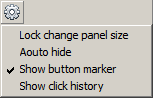 Lock change panel size
Aouto hide
Show button marker
Show click history